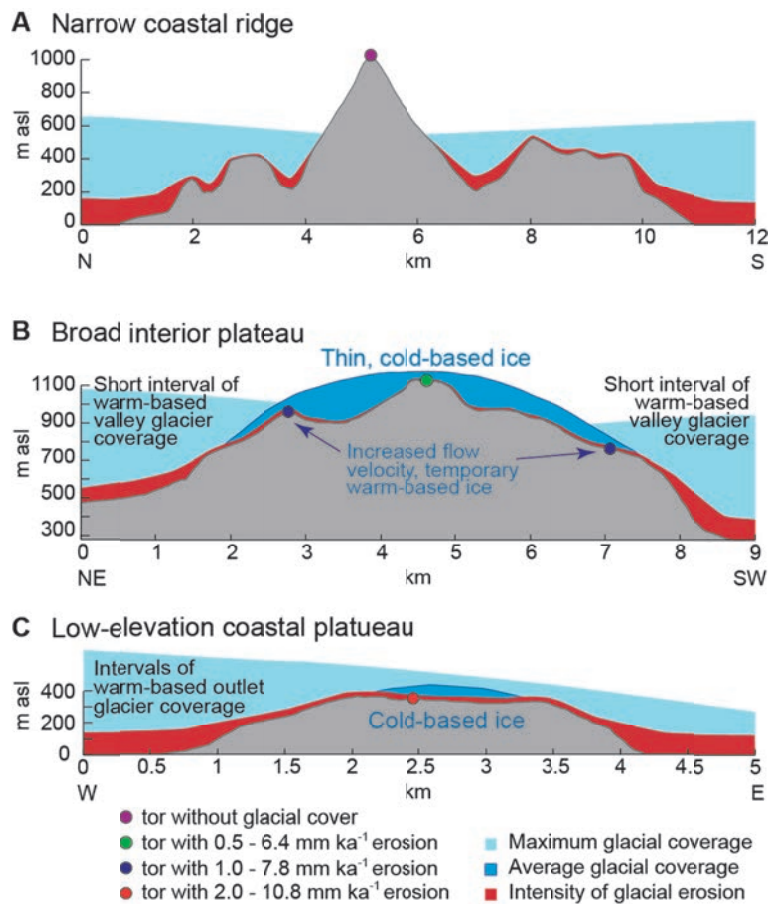 A Narrow coastal ridge
1000
800
600
400
200
0
m asl
0 2 4 6 8 10 12
N km S
B Broad interior plateau
Thin, cold-based ice
1100
900
700
500
300
m asl
Short interval of
warm-based
valley glacier
coverage
Short interval of
warm-based
valley glacier
coverage
Increased flow
velocity, temporary
warm-based ice
0 1 2 3 4 5 6 7 8 9
NE km SW
C Low-elevation coastal platueau
400
200
0
m asl
Intervals of
warm-based outlet
glacier coverage
Cold-based ice
0 0.5 1 1.5 2 2.5 3 3.5 4 4.5 5
W km E
tor without glacial cover
tor with 0.5 - 6.4 mm ka⁻¹ erosion
tor with 1.0 - 7.8 mm ka⁻¹ erosion
tor with 2.0 - 10.8 mm ka⁻¹ erosion
Maximum glacial coverage
Average glacial coverage
Intensity of glacial erosion